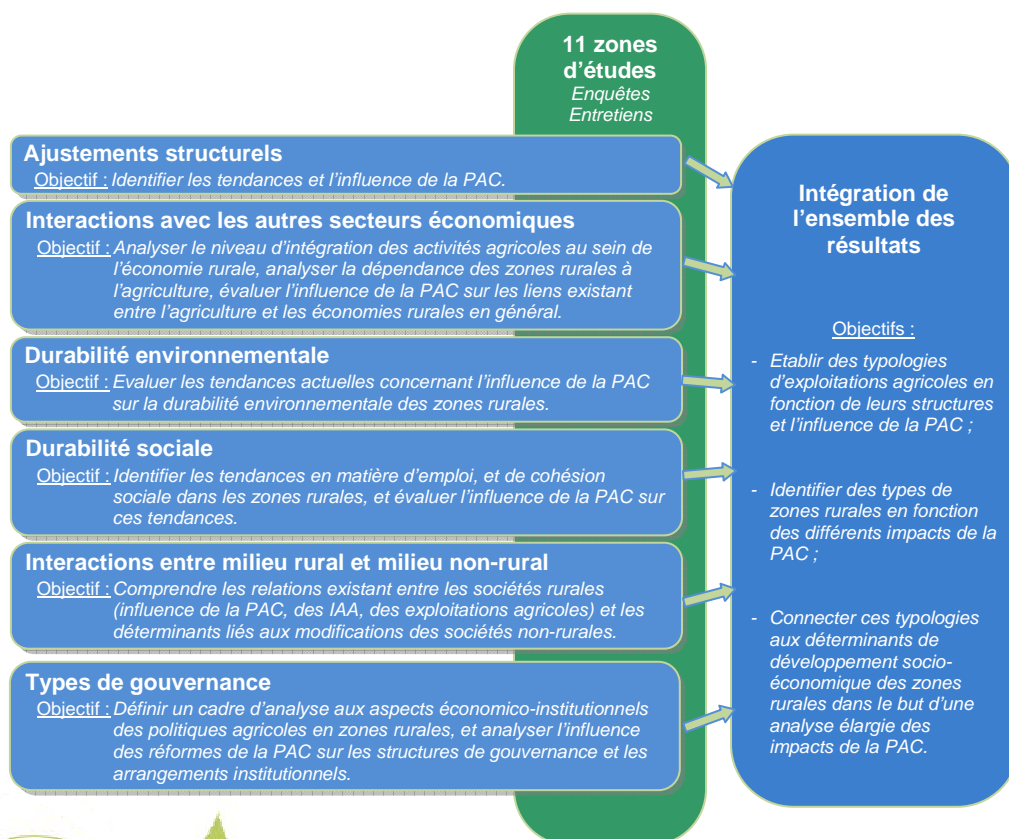 11 zones
d’études
Enquêtes
Entretiens
Ajustements structurels
Objectif : Identifier les tendances et l’influence de la PAC.
Interactions avec les autres secteurs économiques
Objectif : Analyser le niveau d’intégration des activités agricoles au sein de
l’économie rurale, analyser la dépendance des zones rurales à
l’agriculture, évaluer l’influence de la PAC sur les liens existant
entre l’agriculture et les économies rurales en général.
Durabilité environnementale
Objectif : Evaluer les tendances actuelles concernant l’influence de la PAC
sur la durabilité environnementale des zones rurales.
Durabilité sociale
Objectif : Identifier les tendances en matière d’emploi, et de cohésion
sociale dans les zones rurales, et évaluer l’influence de la PAC sur
ces tendances.
Interactions entre milieu rural et milieu non-rural
Objectif : Comprendre les relations existant entre les sociétés rurales
(influence de la PAC, des IAA, des exploitations agricoles) et les
déterminants liés aux modifications des sociétés non-rurales.
Types de gouvernance
Objectif : Définir un cadre d’analyse aux aspects économico-institutionnels
des politiques agricoles en zones rurales, et analyser l’influence
des réformes de la PAC sur les structures de gouvernance et les
arrangements institutionnels.
Intégration de
l’ensemble des
résultats
Objectifs :
- Etablir des typologies
d’exploitations agricoles en
fonction de leurs structures
et l’influence de la PAC ;
- Identifier des types de
zones rurales en fonction
des différents impacts de la
PAC ;
- Connecter ces typologies
aux déterminants de
développement socio-
économique des zones
rurales dans le but d’une
analyse élargie des
impacts de la PAC.